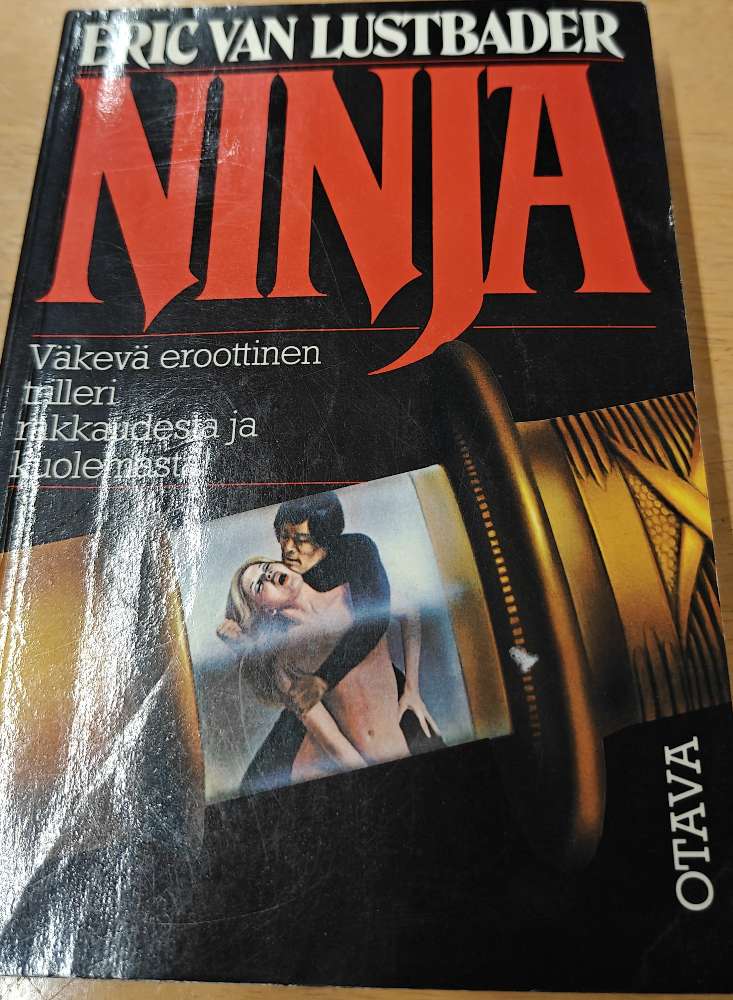 ERIC VAN LUSTBADER
NINJA
Väkevä eroottinen
trilleri
rakkaudesta ja
kuolemasta!
OTAVA